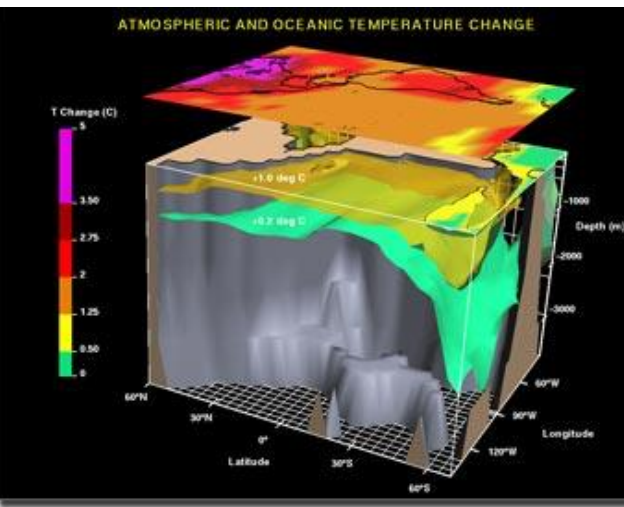 ATMOSPHERIC AND OCEANIC TEMPERATURE CHANGE
T Change (C)
5
3.50
2.75
2
1.25
0.50
0
+1.0 deg C
+0.2 deg C
-1000
Depth (m)
-2000
-3000
60°N
30°N
0°
30°S
60°S
Latitude
60°W
90°W
120°W
Longitude